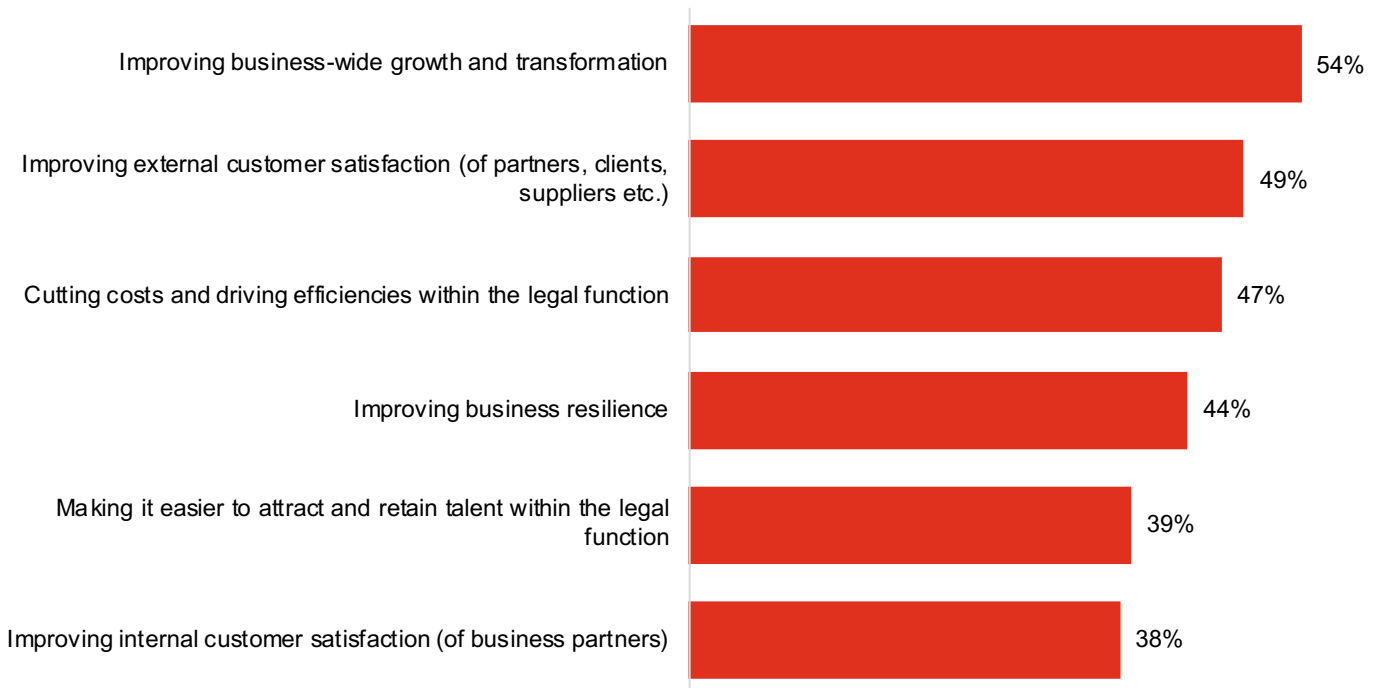 Improving business-wide growth and transformation
54%
Improving external customer satisfaction (of partners, clients,
suppliers etc.)
49%
Cutting costs and driving efficiencies within the legal function
47%
Improving business resilience
44%
Making it easier to attract and retain talent within the legal
function
39%
Improving internal customer satisfaction (of business partners)
38%